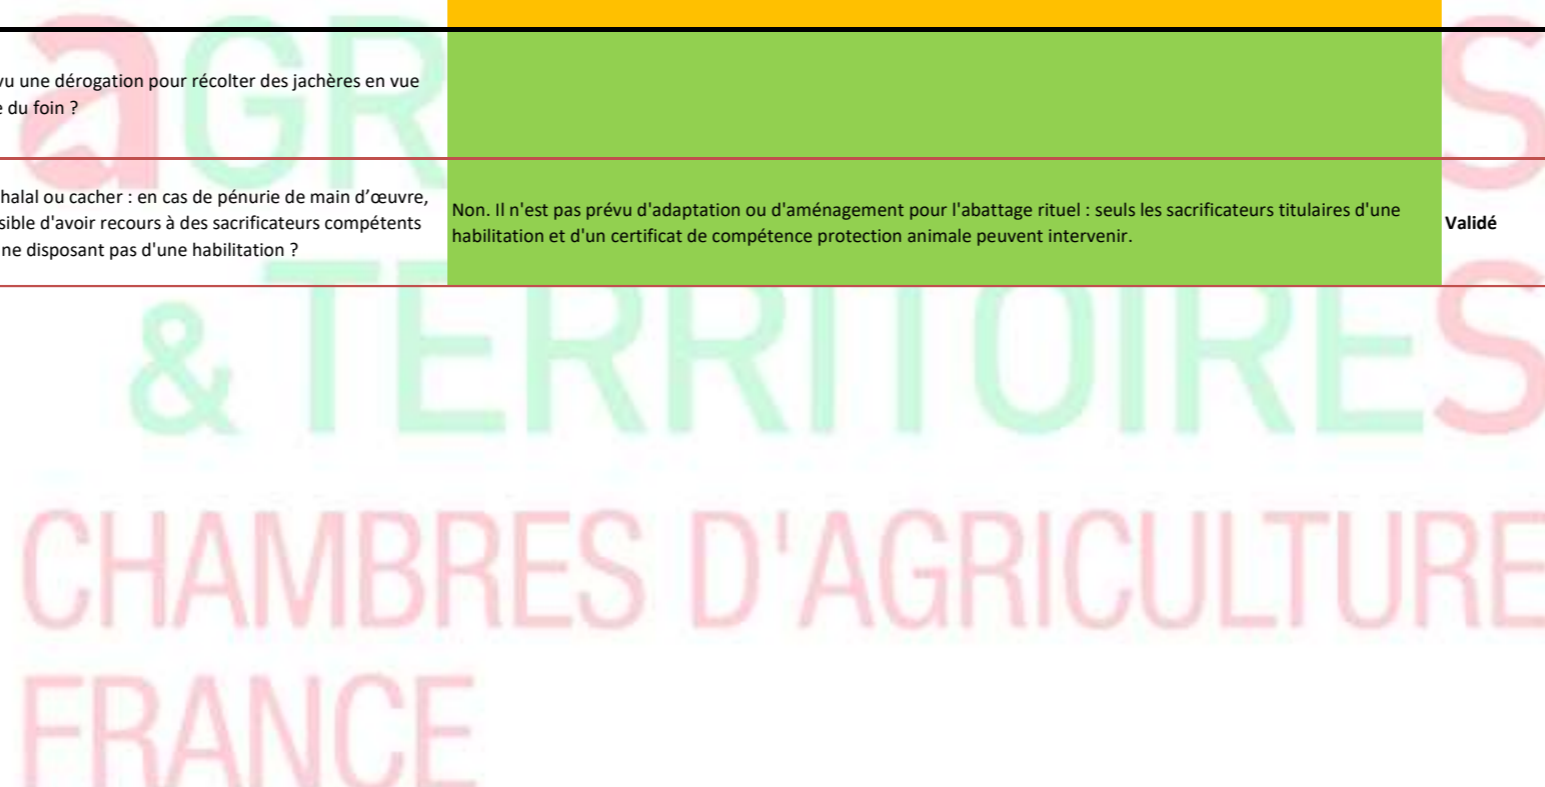 vu une dérogation pour récolter des jachères en vue
du foin ?
halal ou cacher : en cas de pénurie de main d’œuvre,
sible d'avoir recours à des sacrificateurs compétents
ne disposant pas d'une habilitation ?
Non. Il n'est pas prévu d'adaptation ou d'aménagement pour l'abattage rituel : seuls les sacrificateurs titulaires d'une
habilitation et d'un certificat de compétence protection animale peuvent intervenir.
Validé
aGR S
& TERRITOIRES
CHAMBRES D'AGRICULTURE
FRANCE